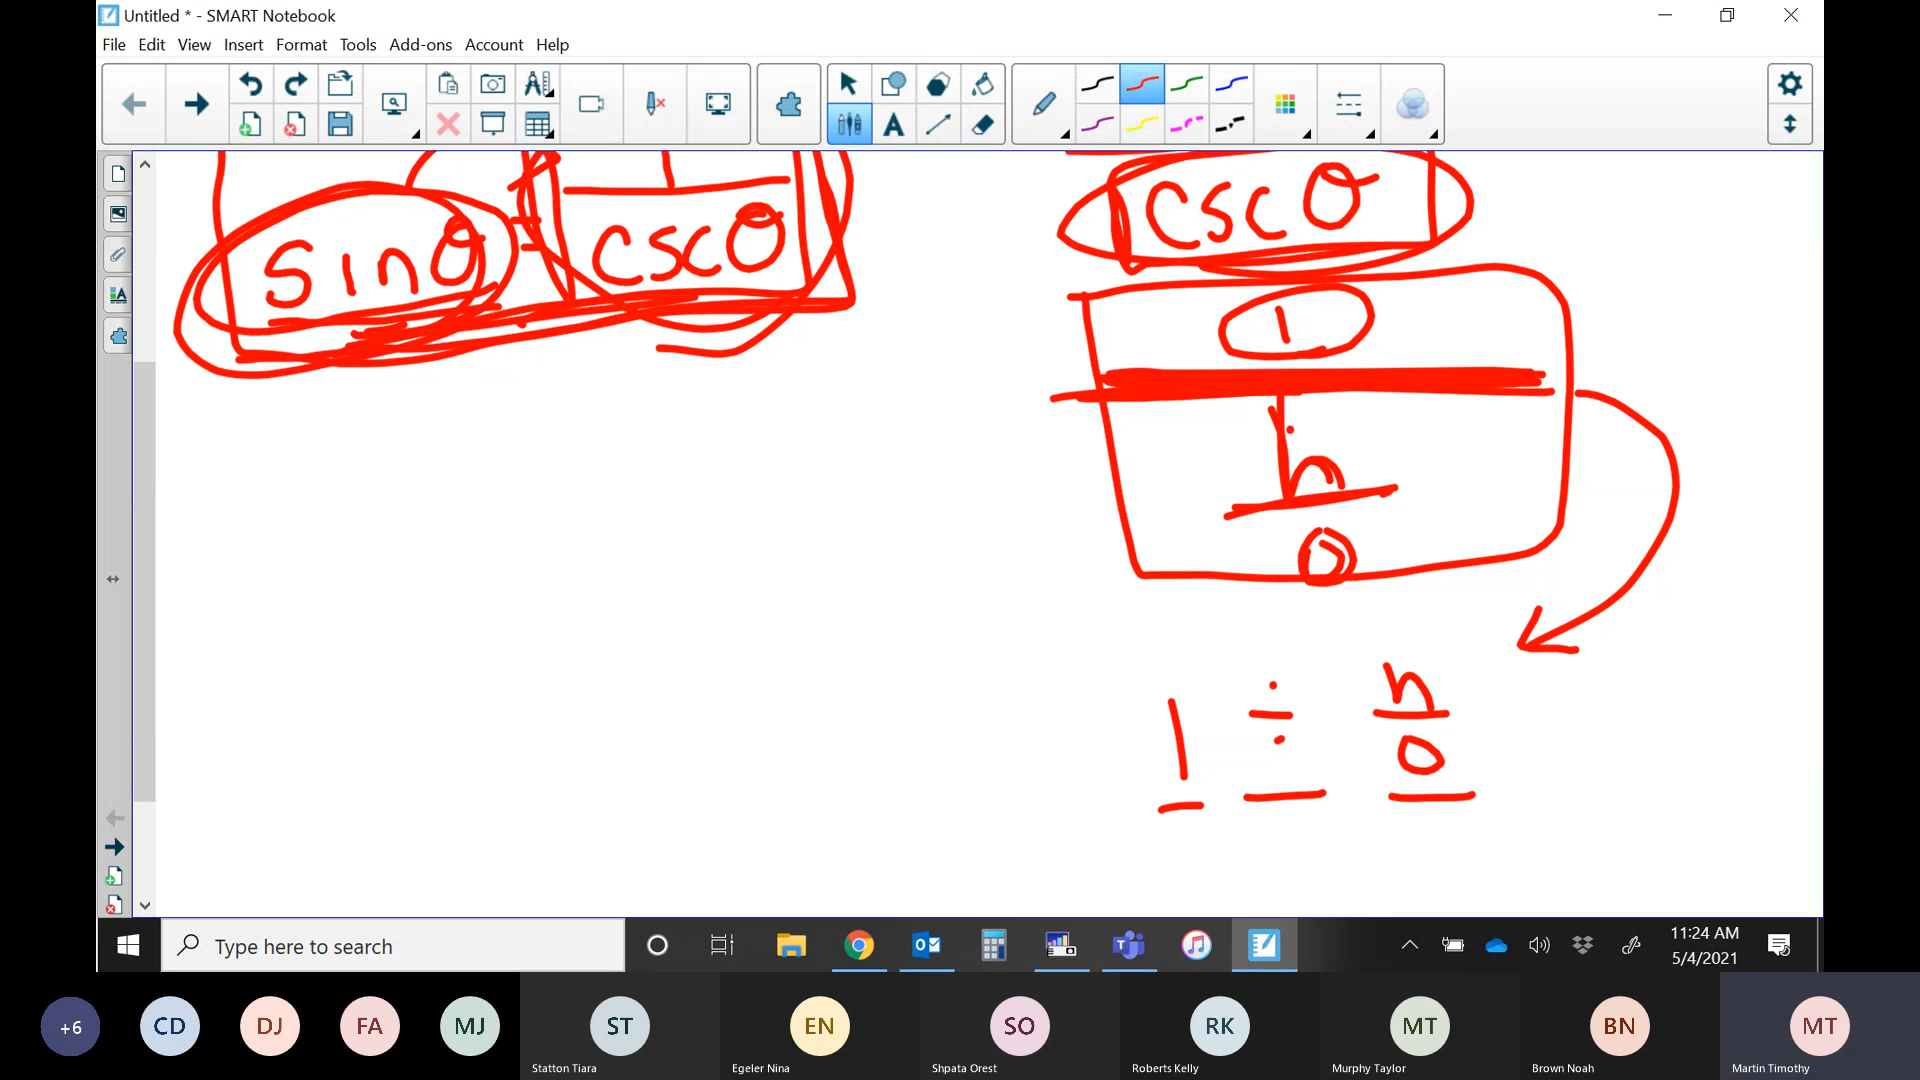 Untitled * - SMART Notebook
File Edit View Insert Format Tools Add-ons Account Help
sinθ = 1/cscθ
cscθ
1
h
o
1 ÷ h/o
Type here to search
11:24 AM
5/4/2021
+6 CD DJ FA MJ ST EN SO RK MT BN MT
Statton Tiara Egeler Nina Shpata Orest Roberts Kelly Murphy Taylor Brown Noah Martin Timothy